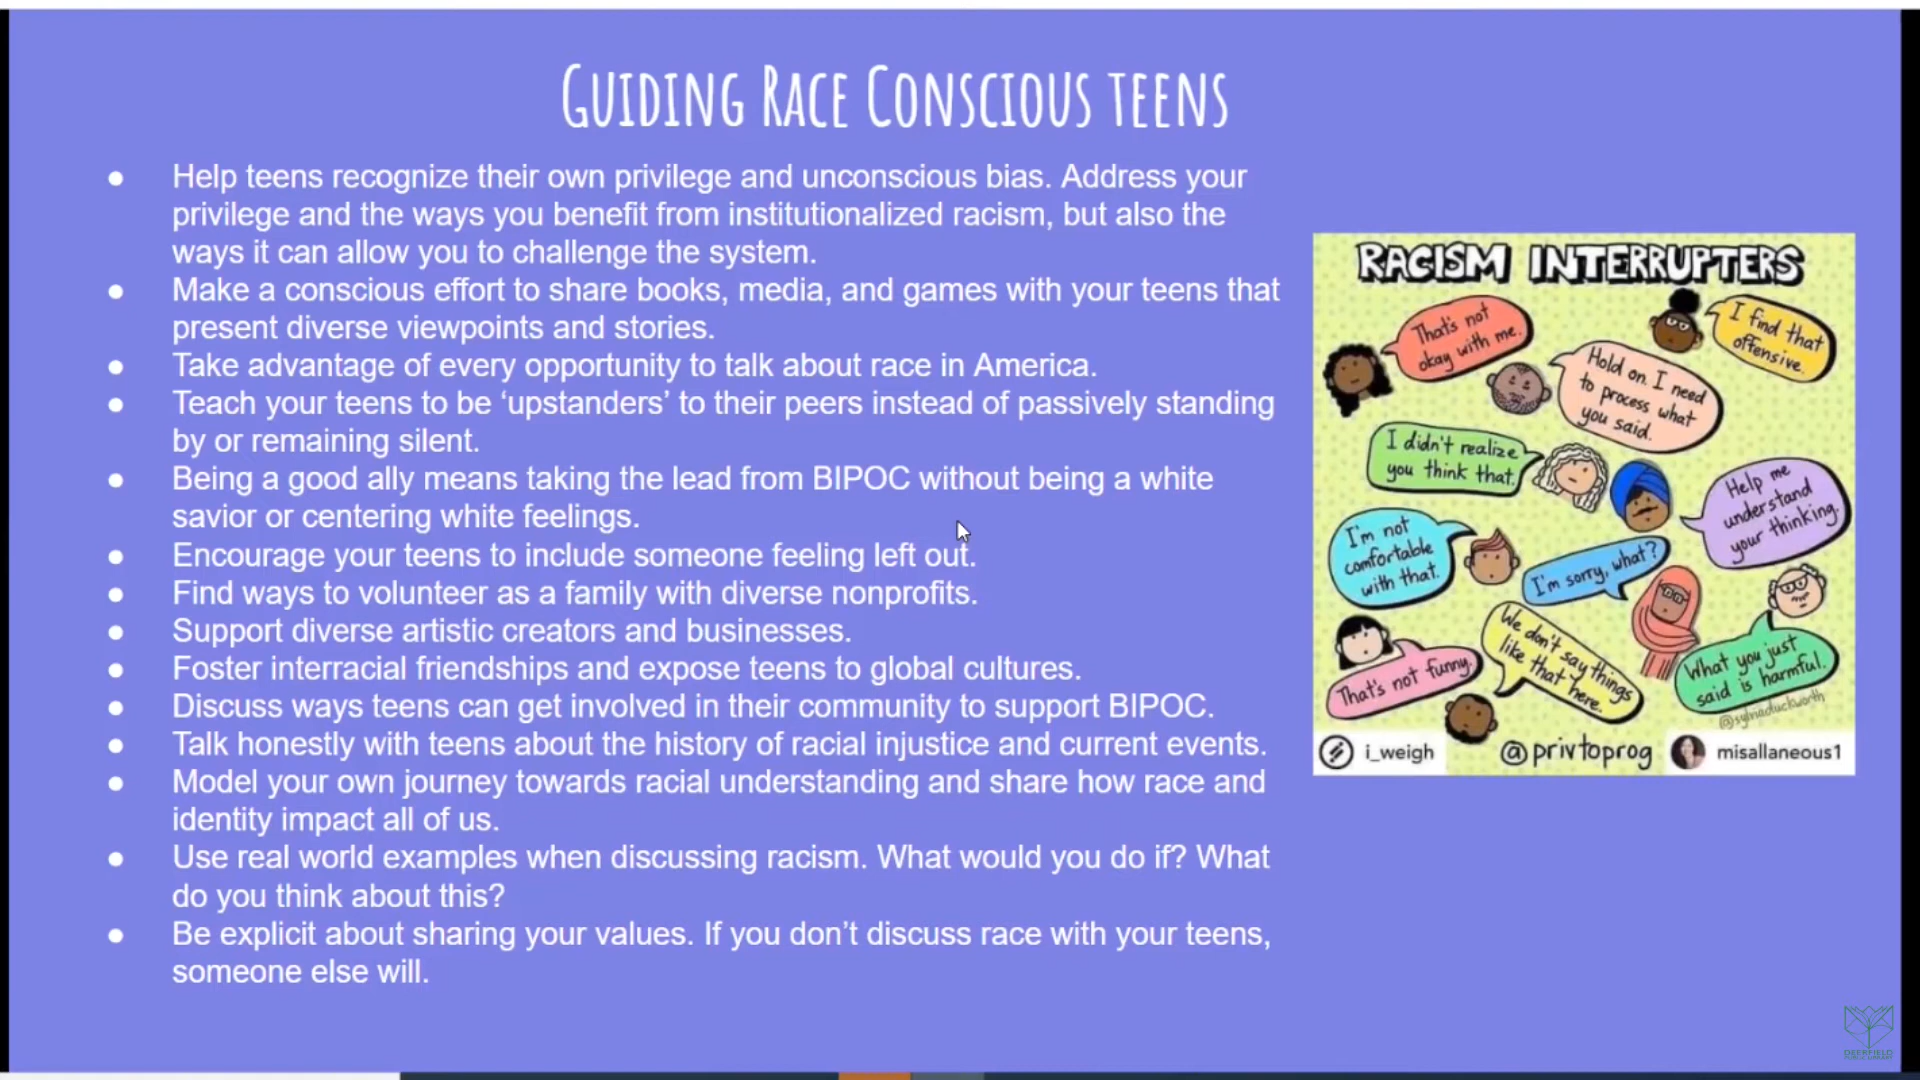 GUIDING RACE CONSCIOUS TEENS
● Help teens recognize their own privilege and unconscious bias. Address your
privilege and the ways you benefit from institutionalized racism, but also the
ways it can allow you to challenge the system.
● Make a conscious effort to share books, media, and games with your teens that
present diverse viewpoints and stories.
● Take advantage of every opportunity to talk about race in America.
● Teach your teens to be ‘upstanders’ to their peers instead of passively standing
by or remaining silent.
● Being a good ally means taking the lead from BIPOC without being a white
savior or centering white feelings.
● Encourage your teens to include someone feeling left out.
● Find ways to volunteer as a family with diverse nonprofits.
● Support diverse artistic creators and businesses.
● Foster interracial friendships and expose teens to global cultures.
● Discuss ways teens can get involved in their community to support BIPOC.
● Talk honestly with teens about the history of racial injustice and current events.
● Model your own journey towards racial understanding and share how race and
identity impact all of us.
● Use real world examples when discussing racism. What would you do if? What
do you think about this?
● Be explicit about sharing your values. If you don’t discuss race with your teens,
someone else will.
RACISM INTERRUPTERS
That's not
okay with me.
I find that
offensive.
Hold on. I need
to process what
you said.
I didn't realize
you think that.
Help me
understand
your thinking.
I'm not
comfortable
with that.
I'm sorry, what?
We don't say things
like that here.
What you just
said is harmful.
That's not funny.
@sylviaduckworth
i_weigh
@privtoprog
misallaneous1
DEERFIELD
PUBLIC LIBRARY